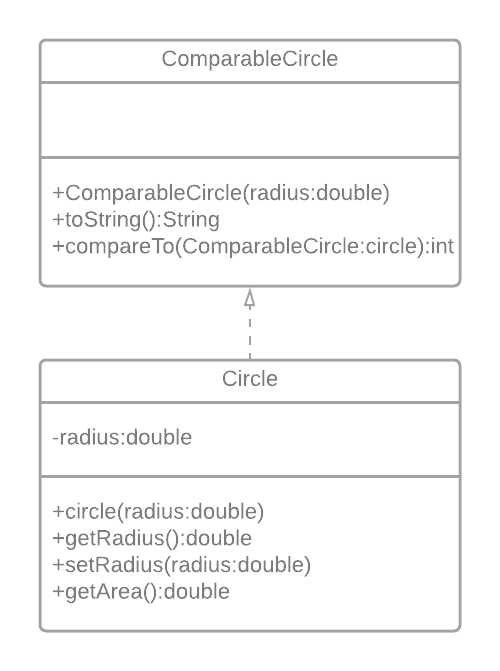 ComparableCircle
+ComparableCircle(radius:double)
+toString():String
+compareTo(ComparableCircle:circle):int
Circle
-radius:double
+circle(radius:double)
+getRadius():double
+setRadius(radius:double)
+getArea():double